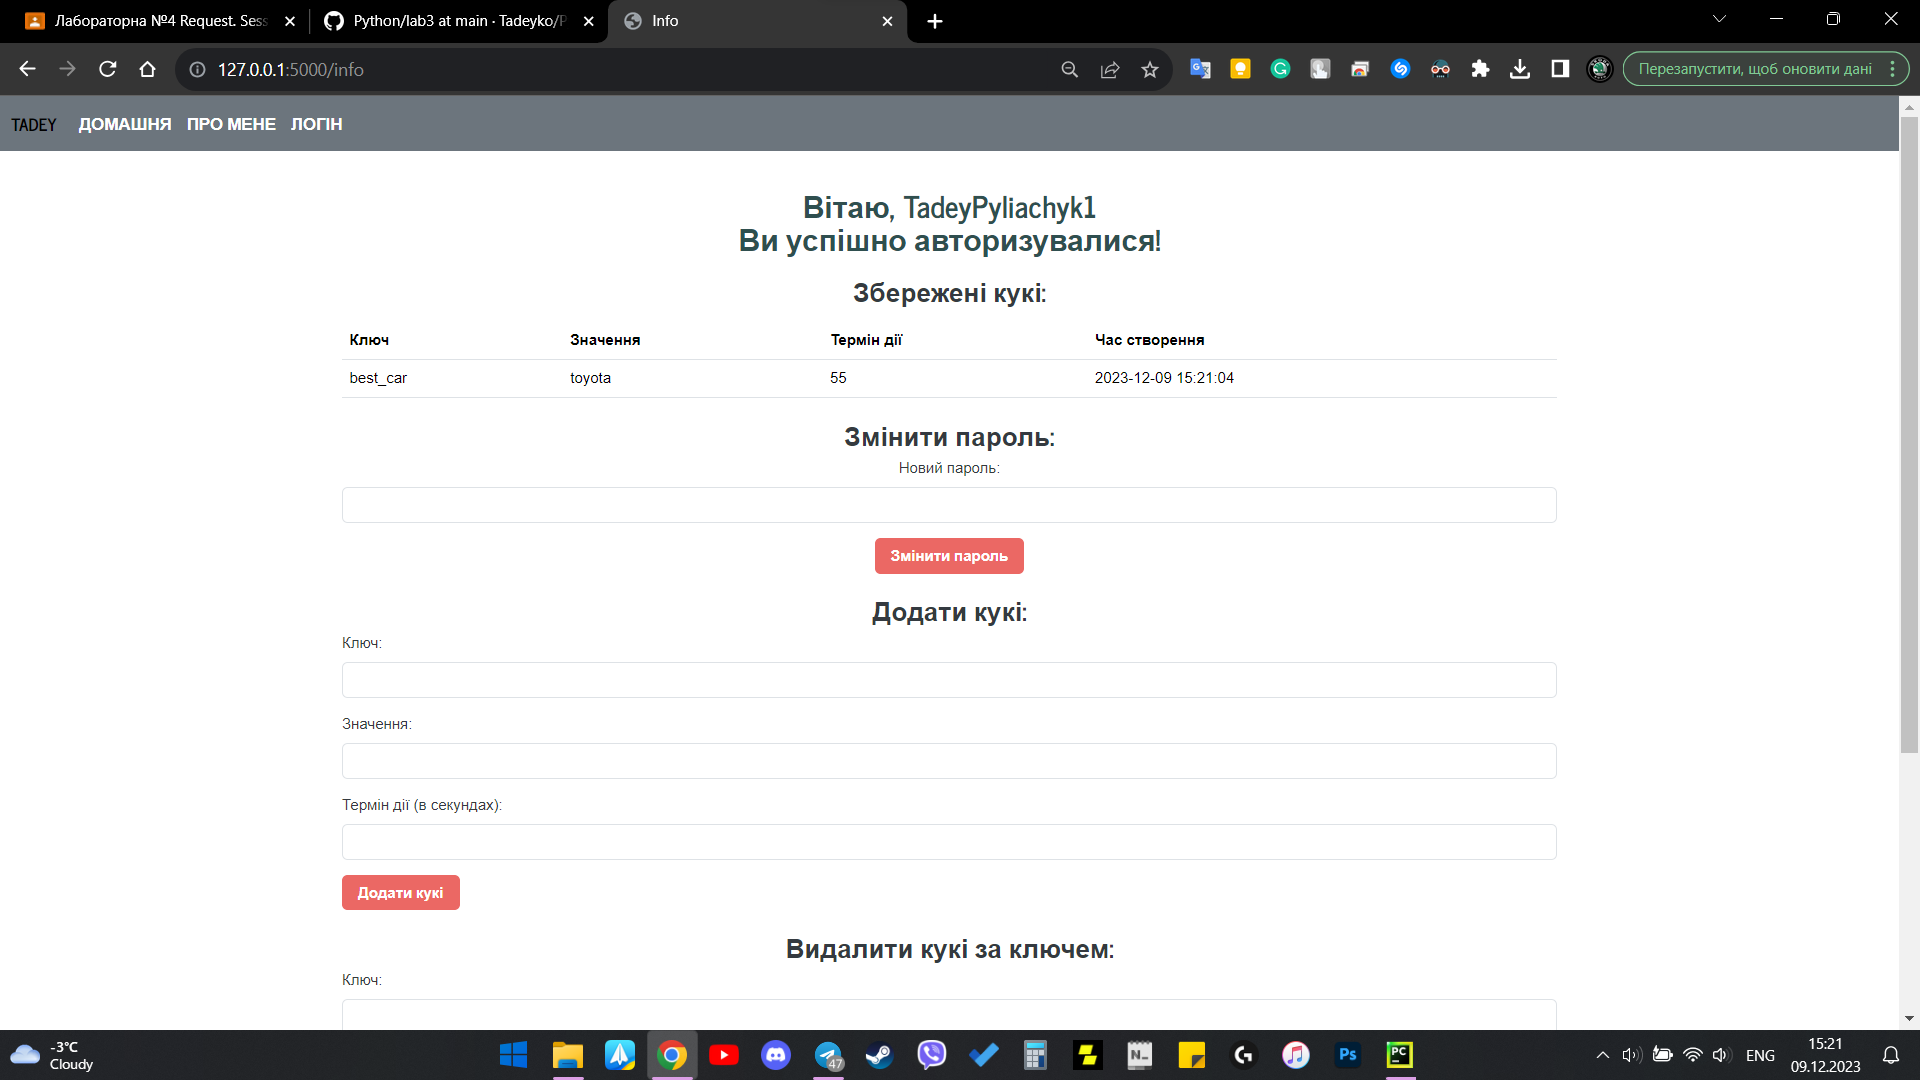 Лабораторна №4 Request. Sess
Python/lab3 at main · Tadeyko/P
Info
127.0.0.1:5000/info
Перезапустити, щоб оновити дані
TADEY ДОМАШНЯ ПРО МЕНЕ ЛОГІН
Вітаю, TadeyPyliachyk1
Ви успішно авторизувалися!
Збережені кукі:
Ключ Значення Термін дії Час створення
best_car toyota 55 2023-12-09 15:21:04
Змінити пароль:
Новий пароль:
Змінити пароль
Додати кукі:
Ключ:
Значення:
Термін дії (в секундах):
Додати кукі
Видалити кукі за ключем:
Ключ:
-3°C
Cloudy
47
N_
Ps
PC
ENG
15:21
09.12.2023